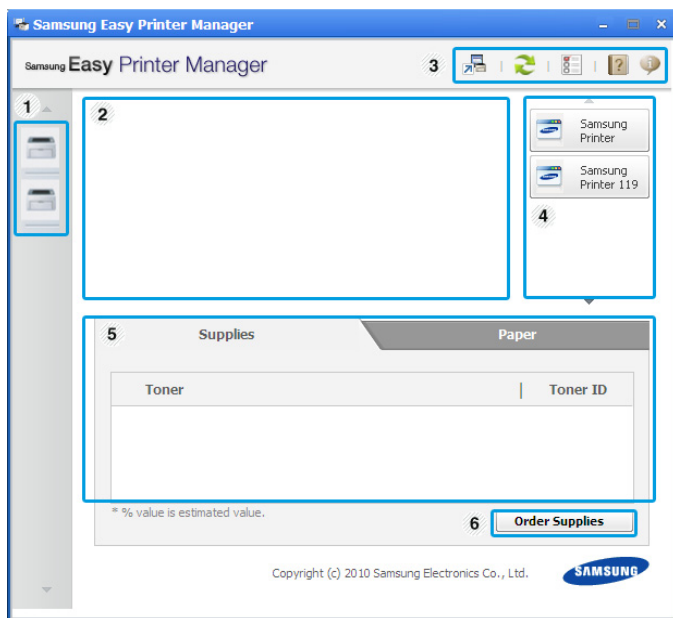 Samsung Easy Printer Manager
Samsung Easy Printer Manager
3
?
i
1
2
Samsung
Printer
Samsung
Printer 119
4
5 Supplies Paper
Toner Toner ID
* % value is estimated value.
6 Order Supplies
Copyright (c) 2010 Samsung Electronics Co., Ltd. SAMSUNG